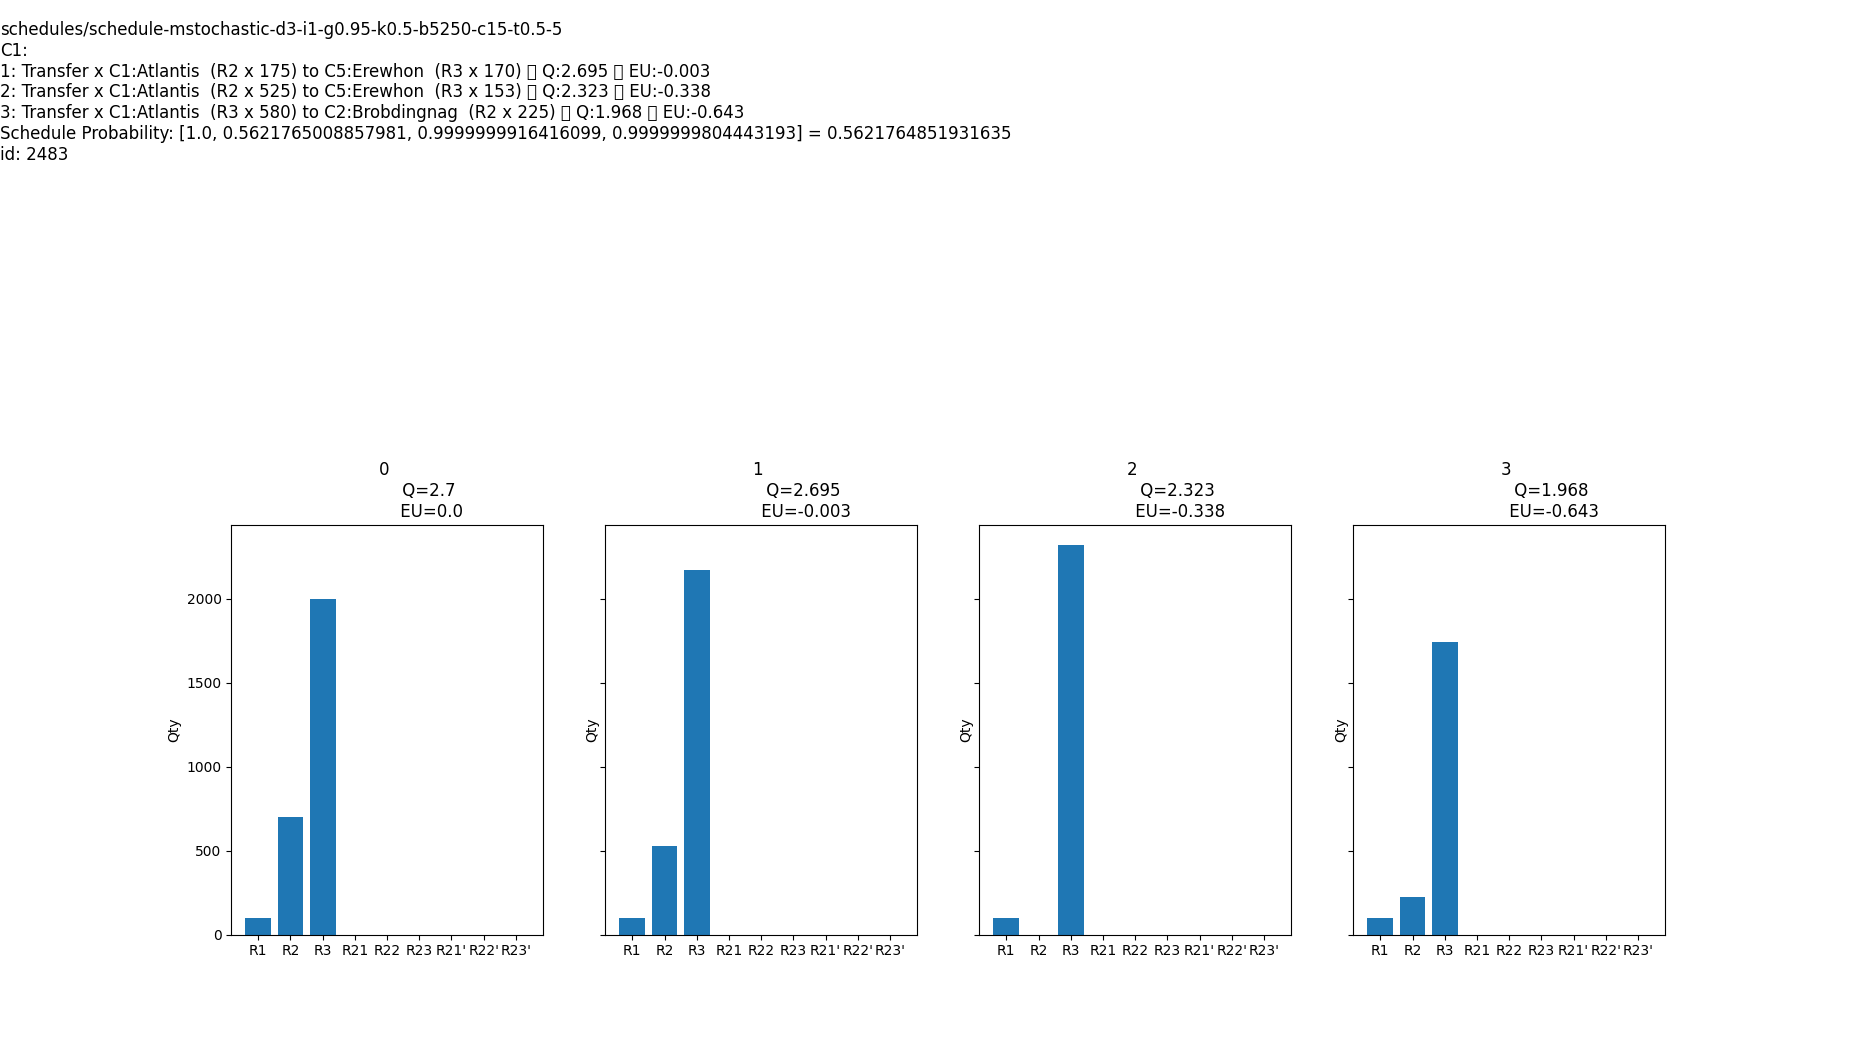 schedules/schedule-mstochastic-d3-i1-g0.95-k0.5-b5250-c15-t0.5-5
C1:
1: Transfer x C1:Atlantis  (R2 x 175) to C5:Erewhon  (R3 x 170) ▯ Q:2.695 ▯ EU:-0.003
2: Transfer x C1:Atlantis  (R2 x 525) to C5:Erewhon  (R3 x 153) ▯ Q:2.323 ▯ EU:-0.338
3: Transfer x C1:Atlantis  (R3 x 580) to C2:Brobdingnag  (R2 x 225) ▯ Q:1.968 ▯ EU:-0.643
Schedule Probability: [1.0, 0.5621765008857981, 0.9999999916416099, 0.9999999804443193] = 0.5621764851931635
id: 2483
0
Q=2.7
EU=0.0
Qty
2000
1500
1000
500
0
R1 R2 R3 R21 R22 R23 R21' R22' R23'
1
Q=2.695
EU=-0.003
Qty
R1 R2 R3 R21 R22 R23 R21' R22' R23'
2
Q=2.323
EU=-0.338
Qty
R1 R2 R3 R21 R22 R23 R21' R22' R23'
3
Q=1.968
EU=-0.643
Qty
R1 R2 R3 R21 R22 R23 R21' R22' R23'